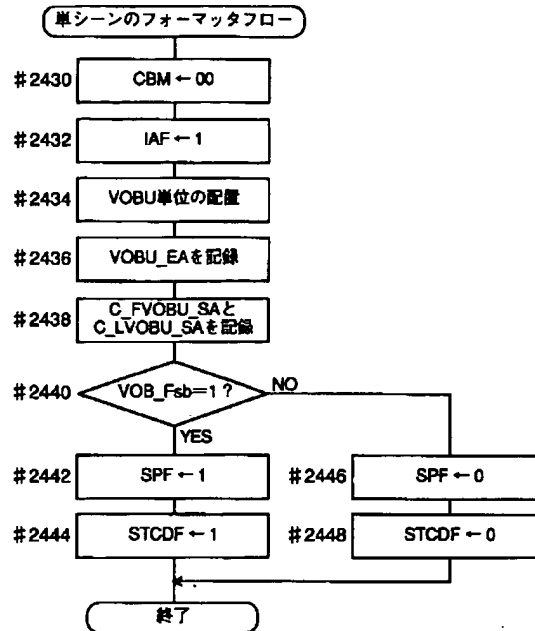 単シーンのフォーマッタフロー
#2430
CBM ← 00
#2432
IAF ← 1
#2434
VOBU単位の配置
#2436
VOBU_EAを記録
#2438
C_FVOBU_SAと
C_LVOBU_SAを記録
#2440
VOB_Fsb=1 ?
NO
YES
#2442
SPF ← 1
#2446
SPF ← 0
#2444
STCDF ← 1
#2448
STCDF ← 0
終了